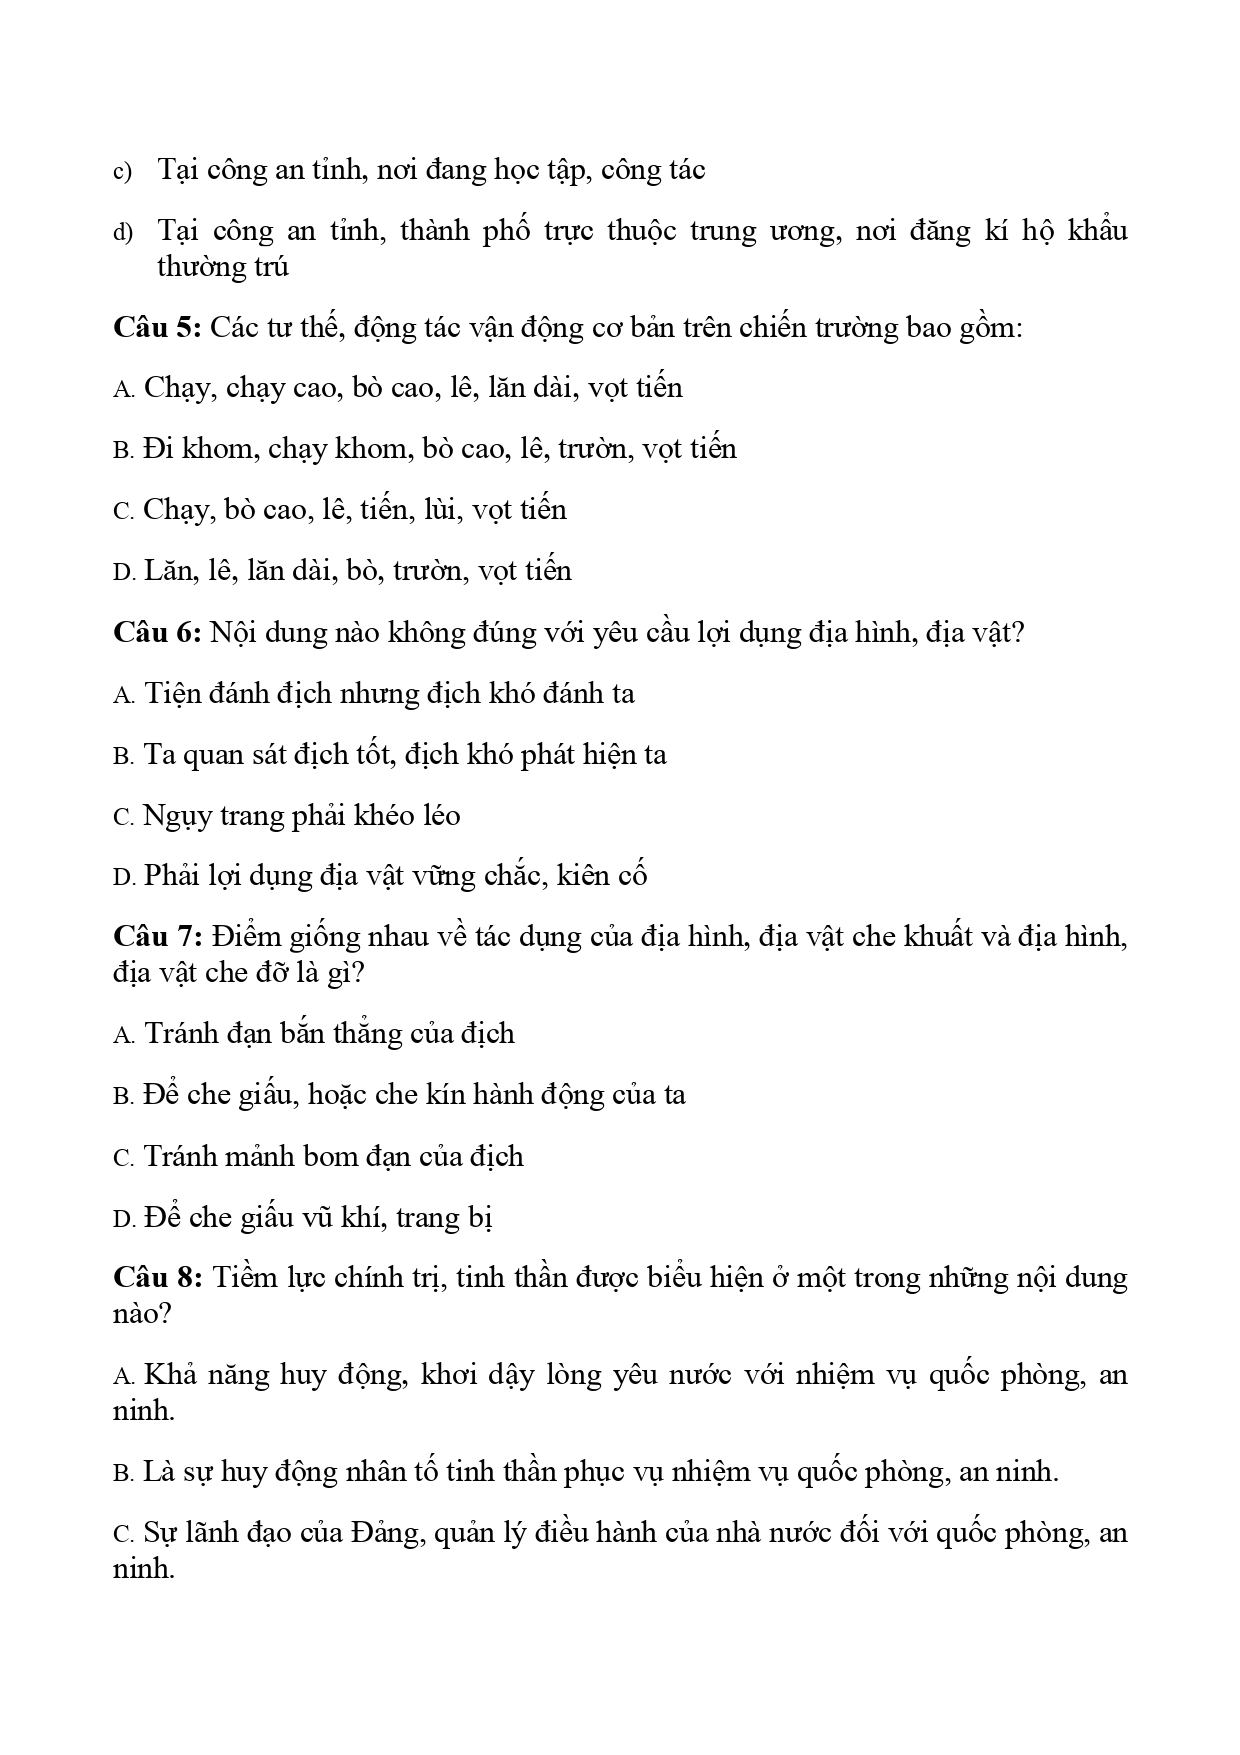 c) Tại công an tỉnh, nơi đang học tập, công tác
d) Tại công an tỉnh, thành phố trực thuộc trung ương, nơi đăng kí hộ khẩu
thường trú
Câu 5: Các tư thế, động tác vận động cơ bản trên chiến trường bao gồm:
A. Chạy, chạy cao, bò cao, lê, lăn dài, vọt tiến
B. Đi khom, chạy khom, bò cao, lê, trườn, vọt tiến
C. Chạy, bò cao, lê, tiến, lùi, vọt tiến
D. Lăn, lê, lăn dài, bò, trườn, vọt tiến
Câu 6: Nội dung nào không đúng với yêu cầu lợi dụng địa hình, địa vật?
A. Tiện đánh địch nhưng địch khó đánh ta
B. Ta quan sát địch tốt, địch khó phát hiện ta
C. Ngụy trang phải khéo léo
D. Phải lợi dụng địa vật vững chắc, kiên cố
Câu 7: Điểm giống nhau về tác dụng của địa hình, địa vật che khuất và địa hình,
địa vật che đỡ là gì?
A. Tránh đạn bắn thẳng của địch
B. Để che giấu, hoặc che kín hành động của ta
C. Tránh mảnh bom đạn của địch
D. Để che giấu vũ khí, trang bị
Câu 8: Tiềm lực chính trị, tinh thần được biểu hiện ở một trong những nội dung
nào?
A. Khả năng huy động, khơi dậy lòng yêu nước với nhiệm vụ quốc phòng, an
ninh.
B. Là sự huy động nhân tố tinh thần phục vụ nhiệm vụ quốc phòng, an ninh.
C. Sự lãnh đạo của Đảng, quản lý điều hành của nhà nước đối với quốc phòng, an
ninh.